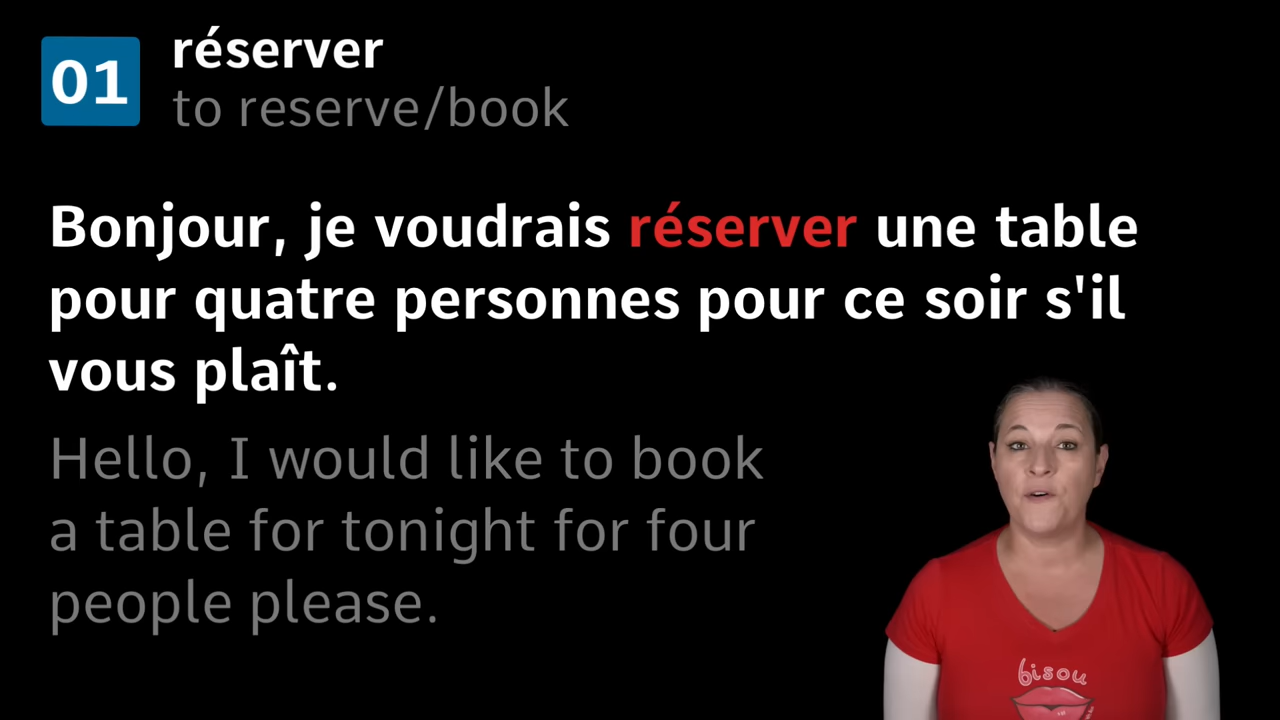 01
réserver
to reserve/book
Bonjour, je voudrais réserver une table
pour quatre personnes pour ce soir s'il
vous plaît.
Hello, I would like to book
a table for tonight for four
people please.
bisou